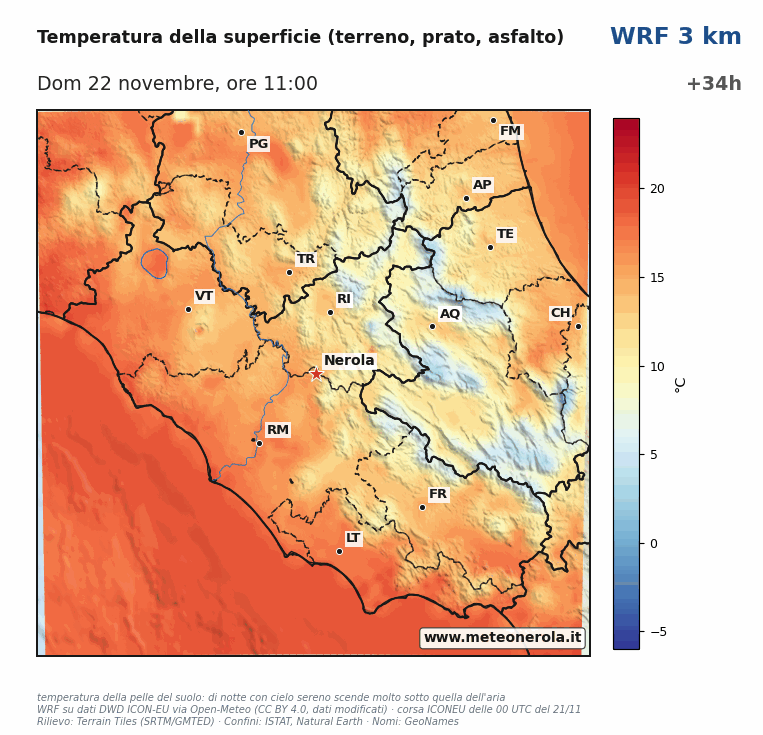 Temperatura della superficie (terreno, prato, asfalto)
WRF 3 km
Dom 22 novembre, ore 11:00
+34h
PG
FM
AP
TE
TR
VT
RI
AQ
CH
Nerola
RM
FR
LT
20
15
10
5
0
−5
°C
www.meteonerola.it
temperatura della pelle del suolo: di notte con cielo sereno scende molto sotto quella dell'aria
WRF su dati DWD ICON-EU via Open-Meteo (CC BY 4.0, dati modificati) · corsa ICONEU delle 00 UTC del 21/11
Rilievo: Terrain Tiles (SRTM/GMTED) · Confini: ISTAT, Natural Earth · Nomi: GeoNames